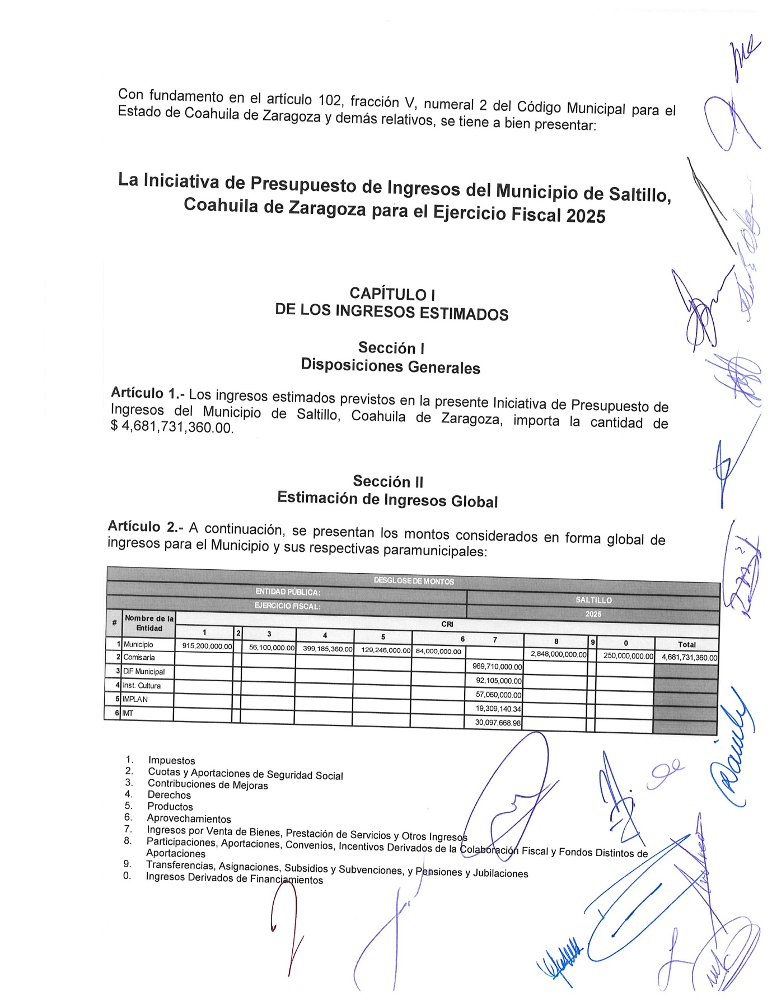 Con fundamento en el artículo 102, fracción V, numeral 2 del Código Municipal para el
Estado de Coahuila de Zaragoza y demás relativos, se tiene a bien presentar:
La Iniciativa de Presupuesto de Ingresos del Municipio de Saltillo,
Coahuila de Zaragoza para el Ejercicio Fiscal 2025
CAPÍTULO I
DE LOS INGRESOS ESTIMADOS
Sección I
Disposiciones Generales
Artículo 1.- Los ingresos estimados previstos en la presente Iniciativa de Presupuesto de
Ingresos del Municipio de Saltillo, Coahuila de Zaragoza, importa la cantidad de
$ 4,681,731,360.00.
Sección II
Estimación de Ingresos Global
Artículo 2.- A continuación, se presentan los montos considerados en forma global de
ingresos para el Municipio y sus respectivas paramunicipales:
DESGLOSE DE MONTOS
ENTIDAD PÚBLICA: SALTILLO
EJERCICIO FISCAL: 2025
# Nombre de la Entidad CRI
1 2 3 4 5 6 7 8 9 0 Total
1 Municipio 915,200,000.00 56,100,000.00 399,185,360.00 129,246,000.00 84,000,000.00 2,848,000,000.00 250,000,000.00 4,681,731,360.00
2 Comisaría 969,710,000.00
3 DIF Municipal 92,105,000.00
4 Inst. Cultura 57,060,000.00
5 IMPLAN 19,309,140.34
6 IMT 30,097,668.98
1. Impuestos
2. Cuotas y Aportaciones de Seguridad Social
3. Contribuciones de Mejoras
4. Derechos
5. Productos
6. Aprovechamientos
7. Ingresos por Venta de Bienes, Prestación de Servicios y Otros Ingresos
8. Participaciones, Aportaciones, Convenios, Incentivos Derivados de la Colaboración Fiscal y Fondos Distintos de
Aportaciones
9. Transferencias, Asignaciones, Subsidios y Subvenciones, y Pensiones y Jubilaciones
0. Ingresos Derivados de Financiamientos